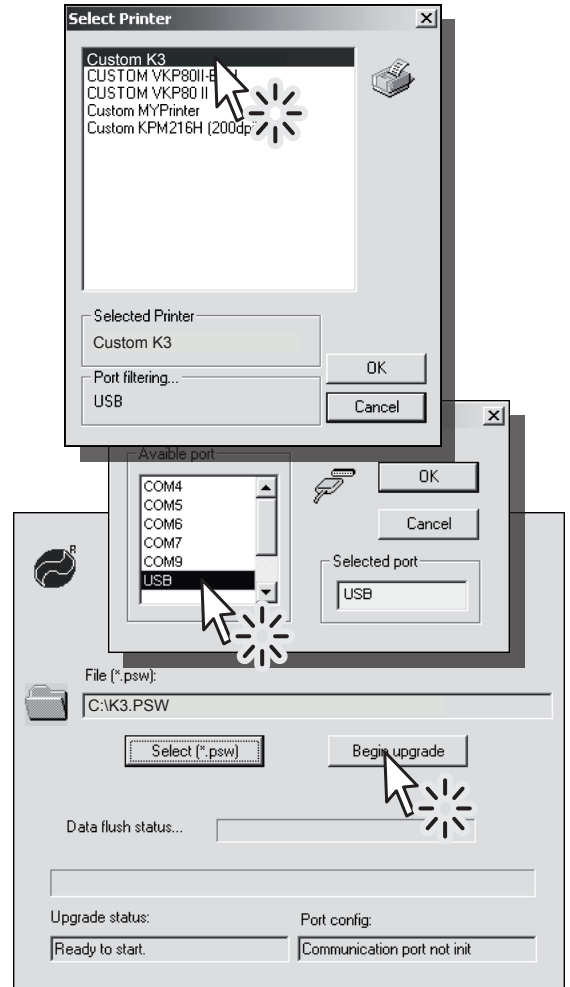 Select Printer
Custom K3
CUSTOM VKP80II-E
CUSTOM VKP80 II
Custom MYPrinter
Custom KPM216H (200dpi
Selected Printer
Custom K3
Port filtering...
USB
OK
Cancel
Avaible port
COM4
COM5
COM6
COM7
COM9
USB
OK
Cancel
Selected port
USB
R
File (*.psw):
C:\K3.PSW
Select (*.psw)
Begin upgrade
Data flush status...
Upgrade status:
Port config:
Ready to start.
Communication port not init